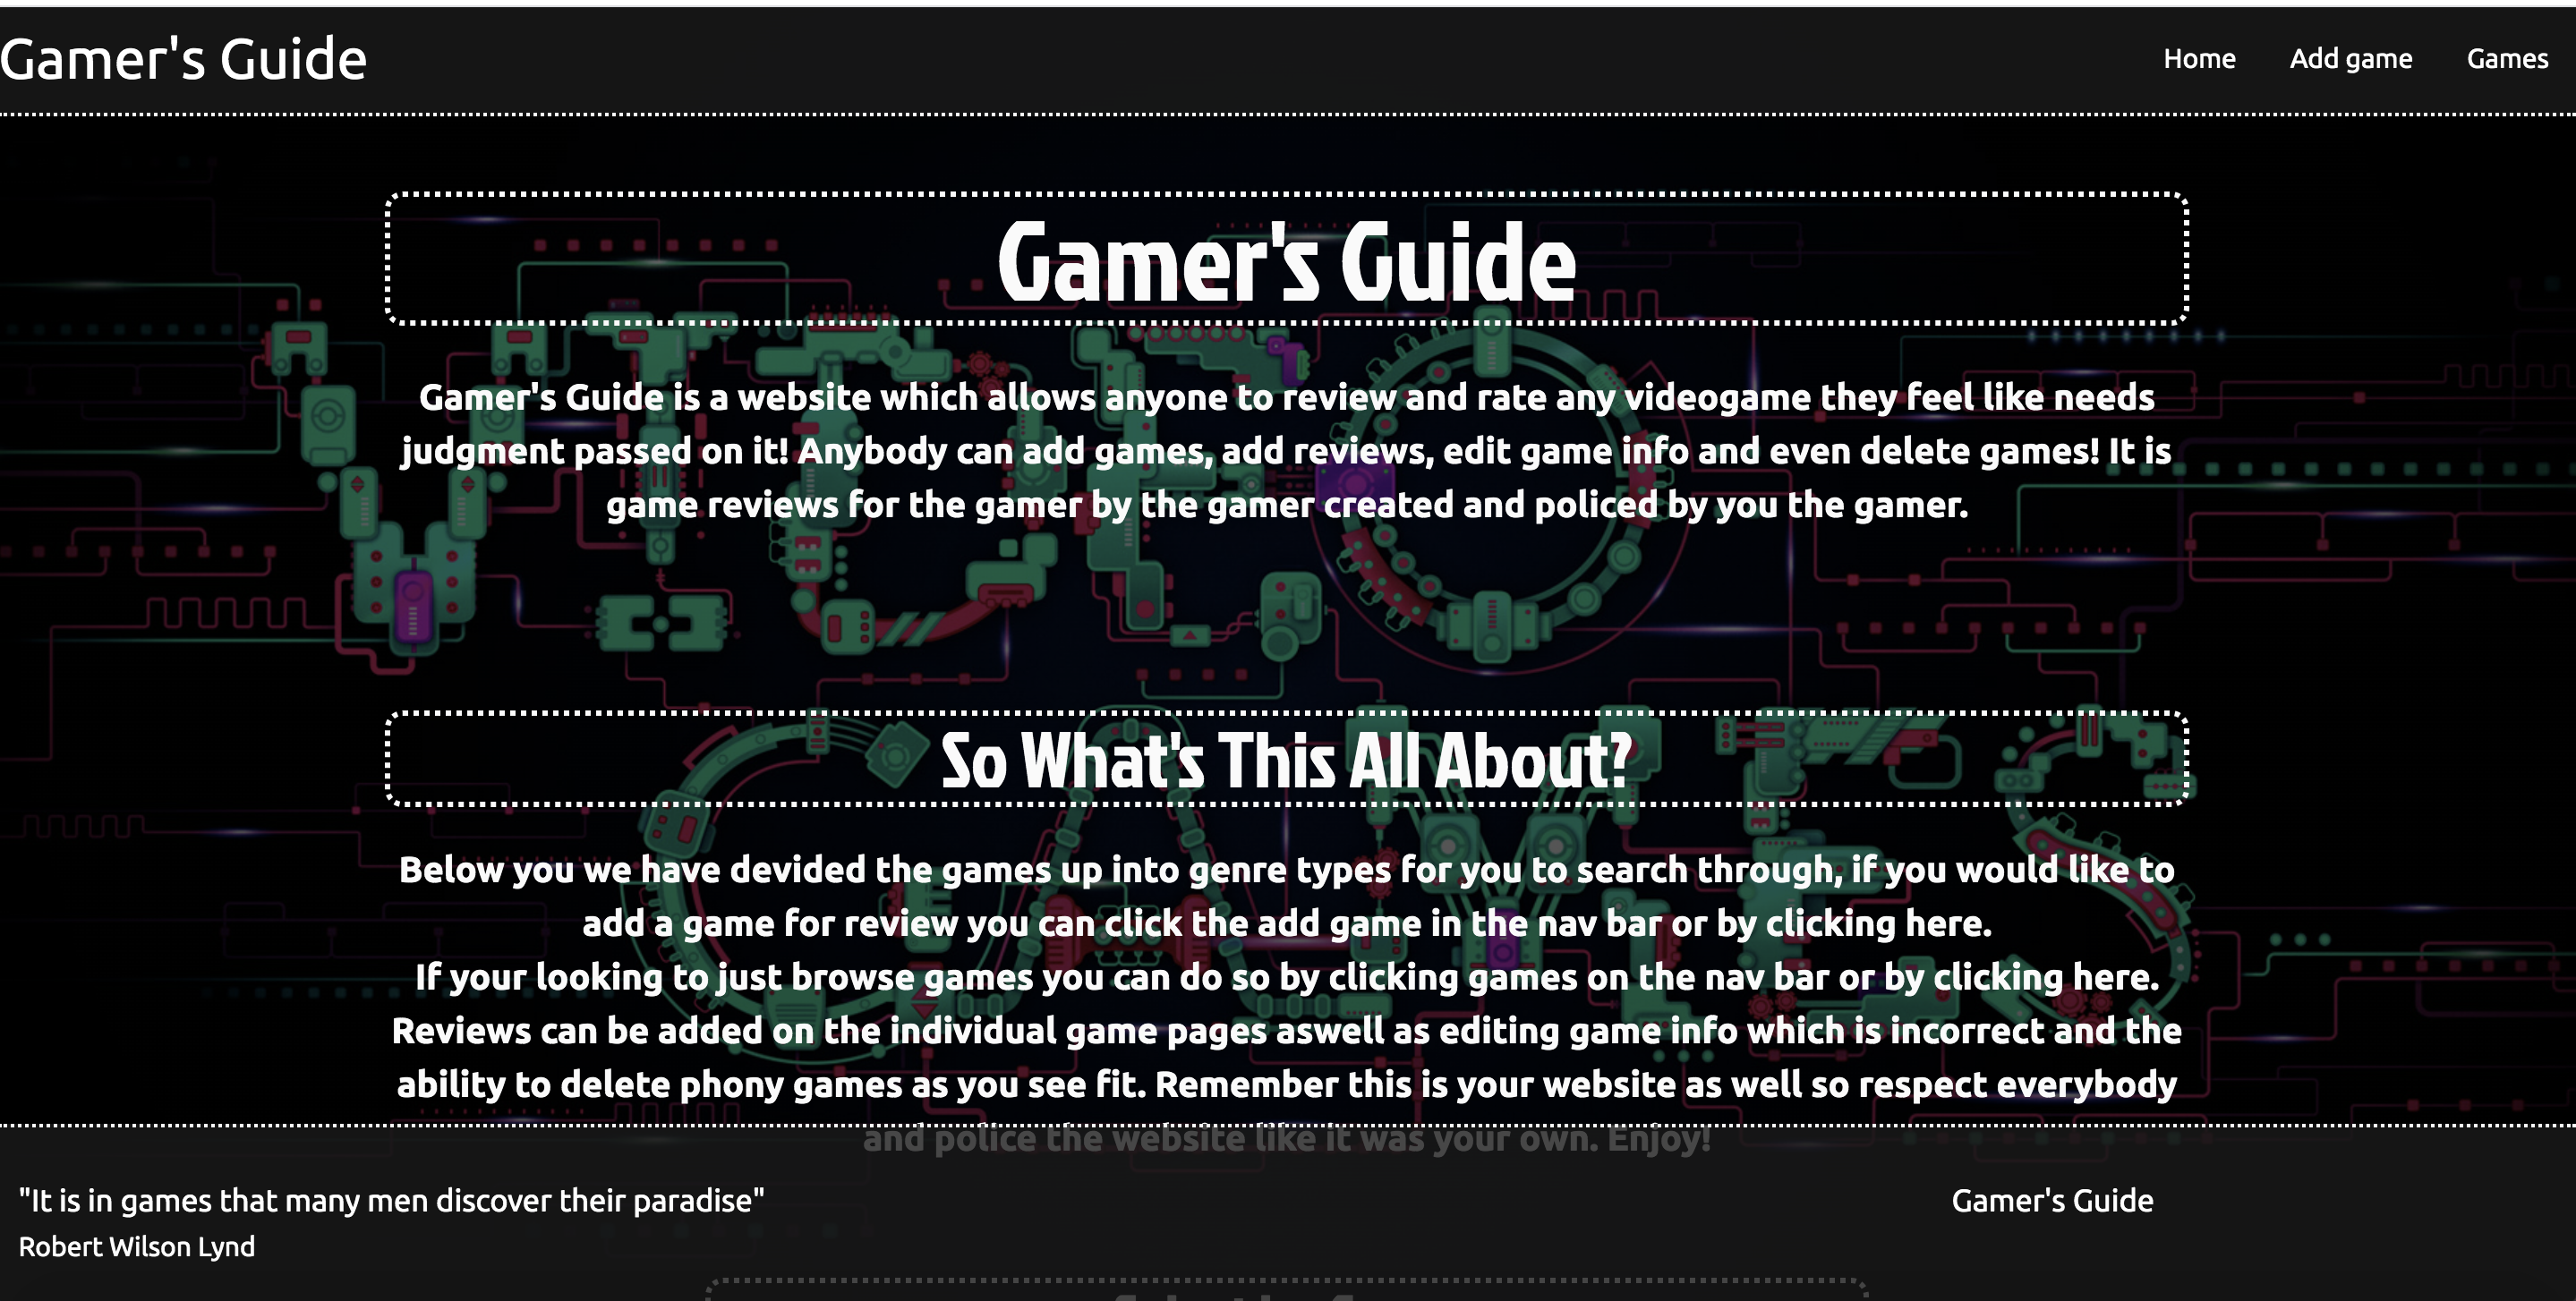 Gamer's Guide
Home Add game Games
Gamer's Guide
Gamer's Guide is a website which allows anyone to review and rate any videogame they feel like needs
judgment passed on it! Anybody can add games, add reviews, edit game info and even delete games! It is
game reviews for the gamer by the gamer created and policed by you the gamer.
VIDEO
So What's This All About?
GAMES
Below you we have devided the games up into genre types for you to search through, if you would like to
add a game for review you can click the add game in the nav bar or by clicking here.
If your looking to just browse games you can do so by clicking games on the nav bar or by clicking here.
Reviews can be added on the individual game pages aswell as editing game info which is incorrect and the
ability to delete phony games as you see fit. Remember this is your website as well so respect everybody
and police the website like it was your own. Enjoy!
"It is in games that many men discover their paradise"
Gamer's Guide
Robert Wilson Lynd